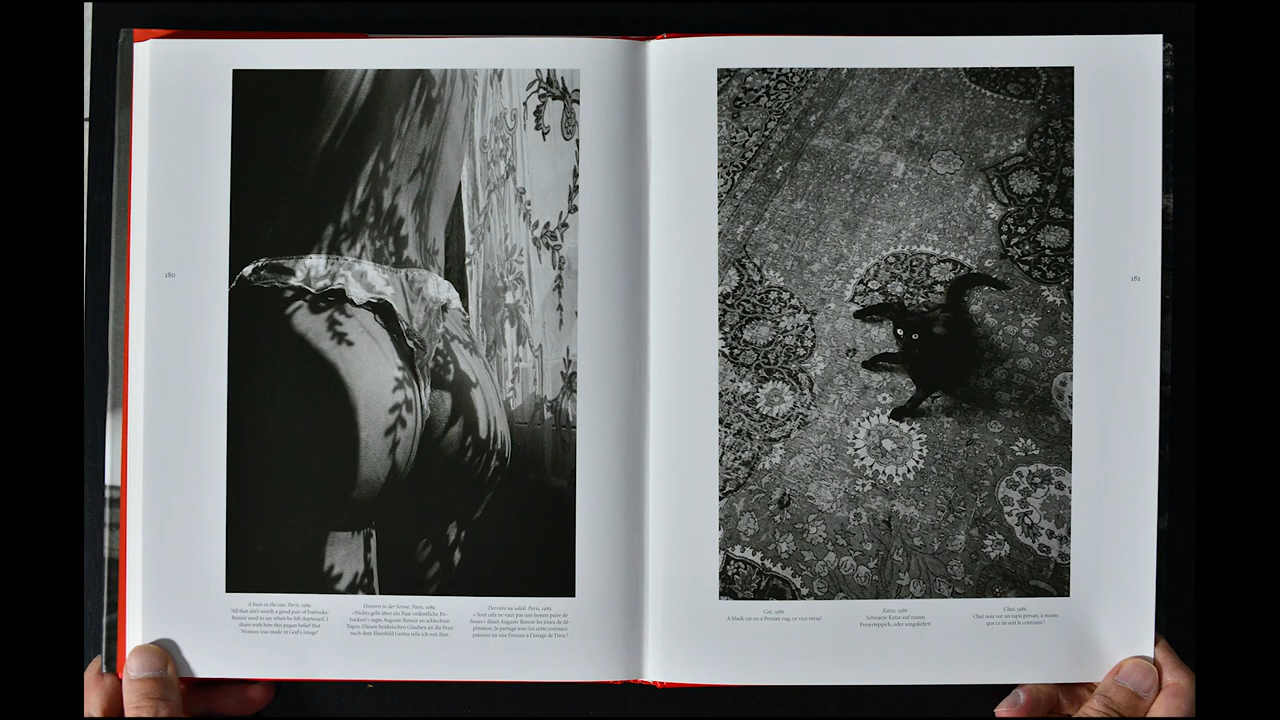 180
A bum in the sun. Paris, 1989.
'All that ain't worth a good pair of buttocks,'
Renoir used to say when he felt depressed. I
share with him this pagan belief that
Woman was made in God's image!
Hintern in der Sonne. Paris, 1989.
»Nichts geht über ein Paar ordentliche Po-
backen!« sagte Auguste Renoir an schlechten
Tagen. Diesen heidnischen Glauben an die Frau
nach dem Ebenbild Gottes teile ich mit ihm.
Derrière au soleil. Paris, 1989.
« Tout cela ne vaut pas une bonne paire de
fesses » disait Auguste Renoir les jours de dé-
pression. Je partage avec lui cette croyance
païenne en une Femme à l'image de Dieu !
181
Cat, 1986.
A black cat on a Persian rug, or vice versa!
Katze, 1986.
Schwarze Katze auf einem
Perserteppich, oder umgekehrt!
Chat, 1986.
Chat noir sur un tapis persan, à moins
que ce ne soit le contraire !